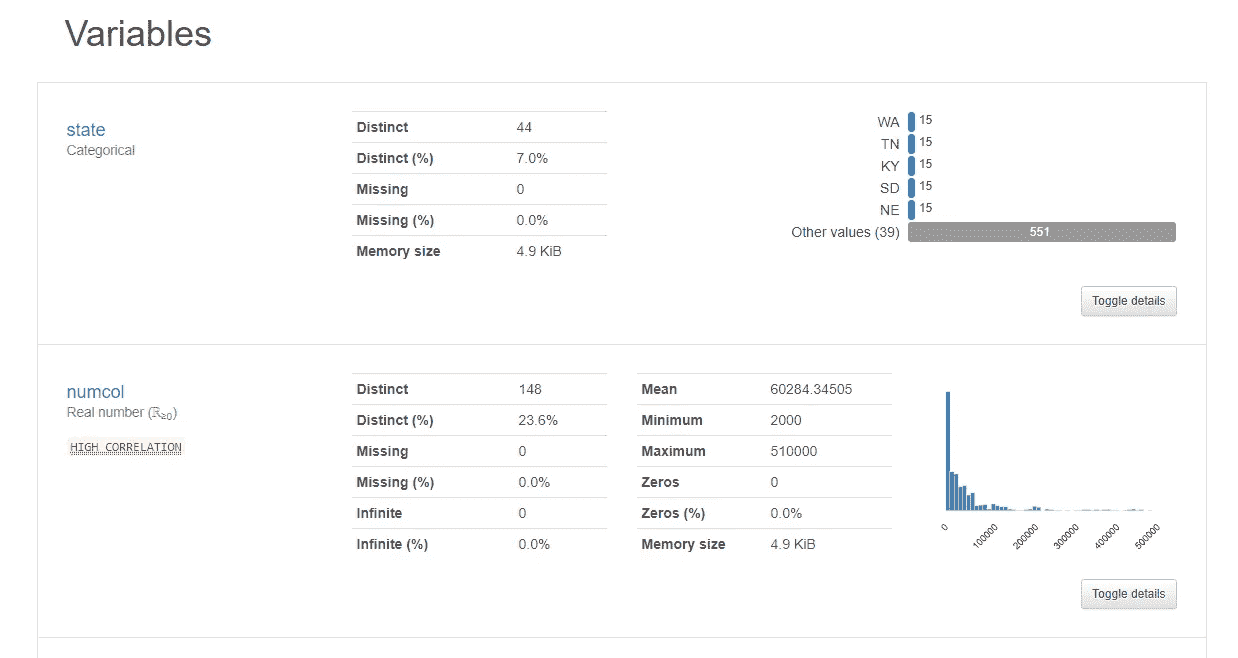 Variables
state
Categorical
Distinct 44
Distinct (%) 7.0%
Missing 0
Missing (%) 0.0%
Memory size 4.9 KiB
WA 15
TN 15
KY 15
SD 15
NE 15
Other values (39) 551
Toggle details
numcol
Real number (ℝ≥0)
HIGH CORRELATION
Distinct 148
Distinct (%) 23.6%
Missing 0
Missing (%) 0.0%
Infinite 0
Infinite (%) 0.0%
Mean 60284.34505
Minimum 2000
Maximum 510000
Zeros 0
Zeros (%) 0.0%
Memory size 4.9 KiB
0 100000 200000 300000 400000 500000
Toggle details